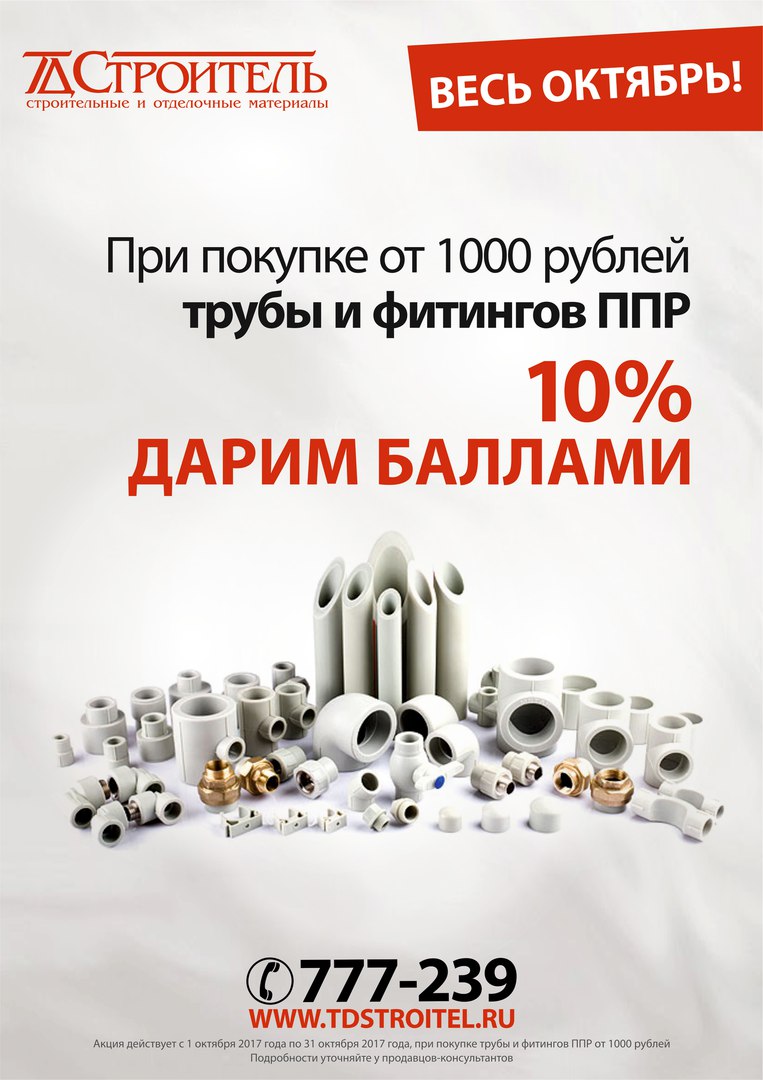 ТДСТРОИТЕЛЬ
строительные и отделочные материалы
ВЕСЬ ОКТЯБРЬ!
При покупке от 1000 рублей
трубы и фитингов ППР
10%
ДАРИМ БАЛЛАМИ
777-239
WWW.TDSTROITEL.RU
Акция действует с 1 октября 2017 года по 31 октября 2017 года, при покупке трубы и фитингов ППР от 1000 рублей
Подробности уточняйте у продавцов-консультантов